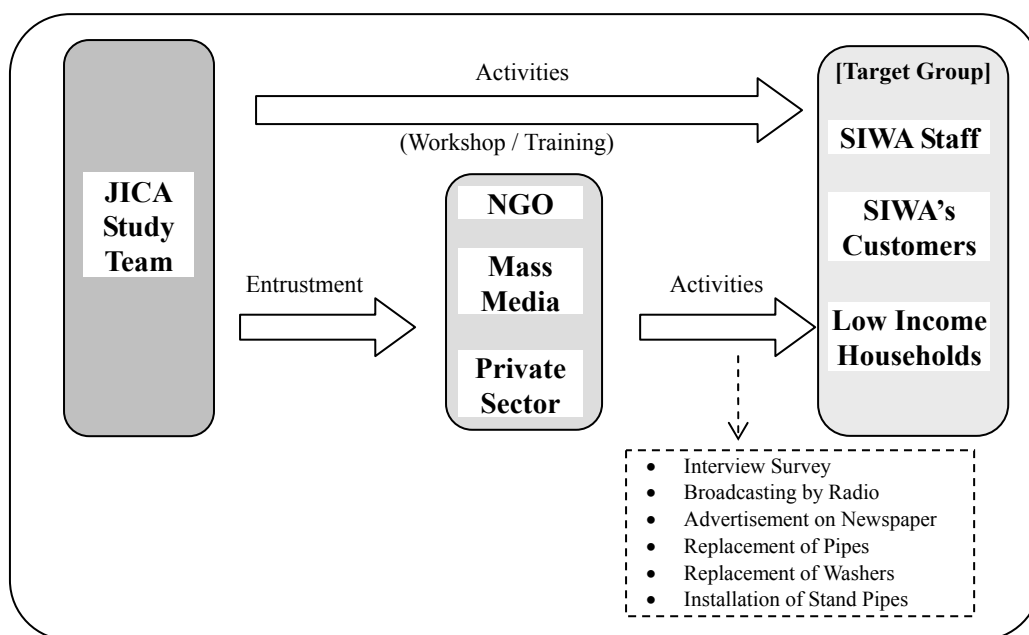 JICA
Study
Team
Activities
(Workshop / Training)
Entrustment
NGO
Mass
Media
Private
Sector
Activities
[Target Group]
SIWA Staff
SIWA’s
Customers
Low Income
Households
• Interview Survey
• Broadcasting by Radio
• Advertisement on Newspaper
• Replacement of Pipes
• Replacement of Washers
• Installation of Stand Pipes